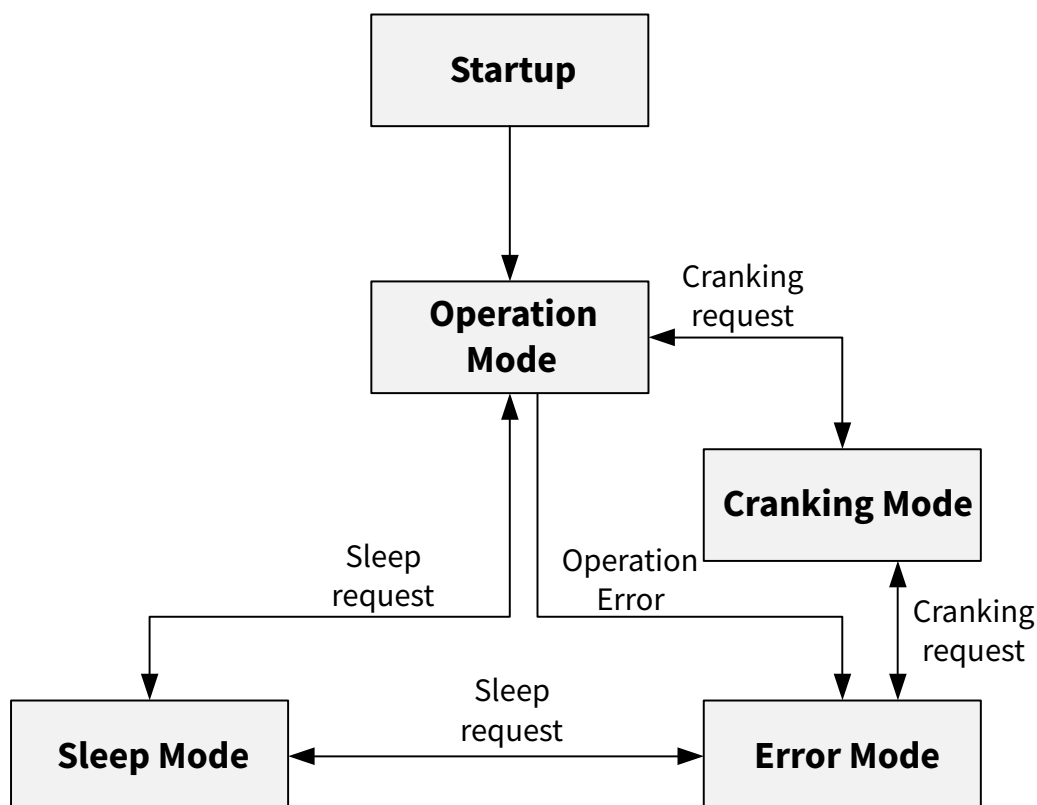 Startup
Cranking
request
Operation
Mode
Cranking Mode
Sleep
request
Operation
Error
Cranking
request
Sleep
request
Sleep Mode
Error Mode